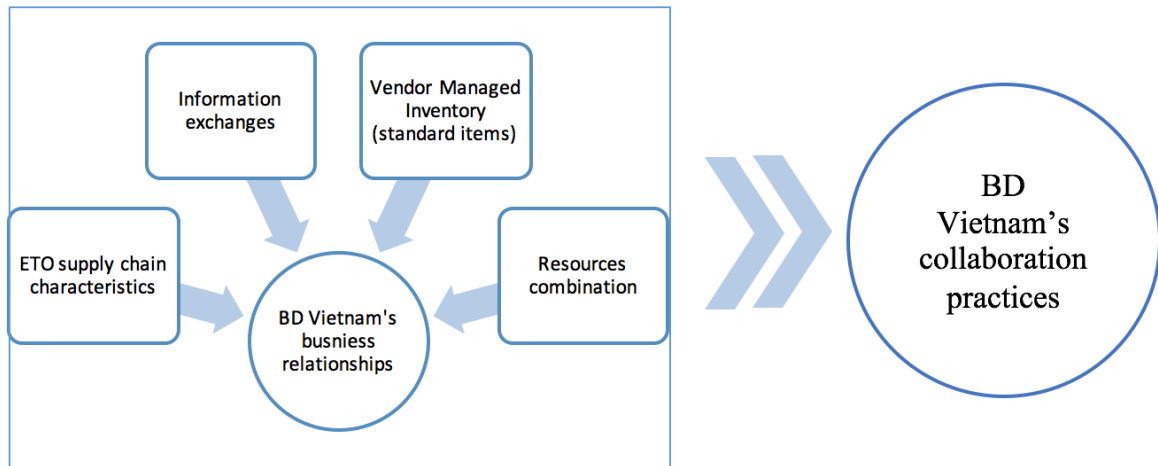 Information
exchanges
Vendor Managed
Inventory
(standard items)
ETO supply chain
characteristics
Resources
combination
BD Vietnam's
busniess
relationships
BD
Vietnam’s
collaboration
practices